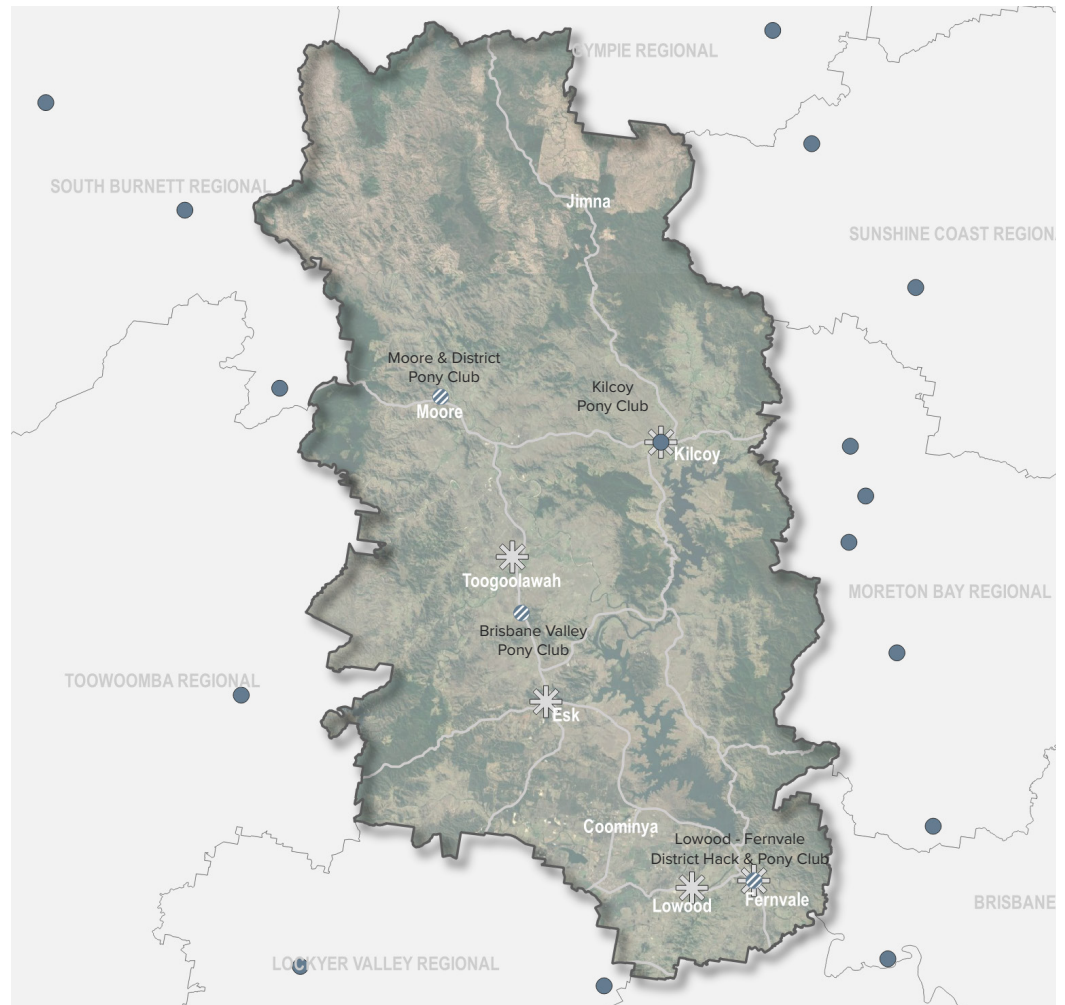 GYMPIE REGIONAL
SOUTH BURNETT REGIONAL
Jimna
SUNSHINE COAST REGION
Moore & District
Pony Club
Moore
Kilcoy
Pony Club
Kilcoy
Toogoolawah
Brisbane Valley
Pony Club
MORETON BAY REGIONAL
TOOWOOMBA REGIONAL
Esk
Coominya
Lowood - Fernvale
District Hack & Pony Club
Lowood
Fernvale
BRISBANE
LOCKYER VALLEY REGIONAL